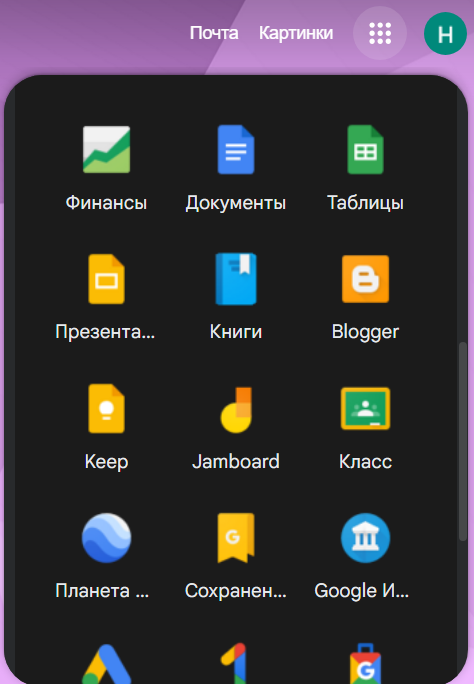 Почта Картинки
H
Финансы Документы Таблицы
Презента... Книги Blogger
Keep Jamboard Класс
G
Планета ... Сохранен... Google И...